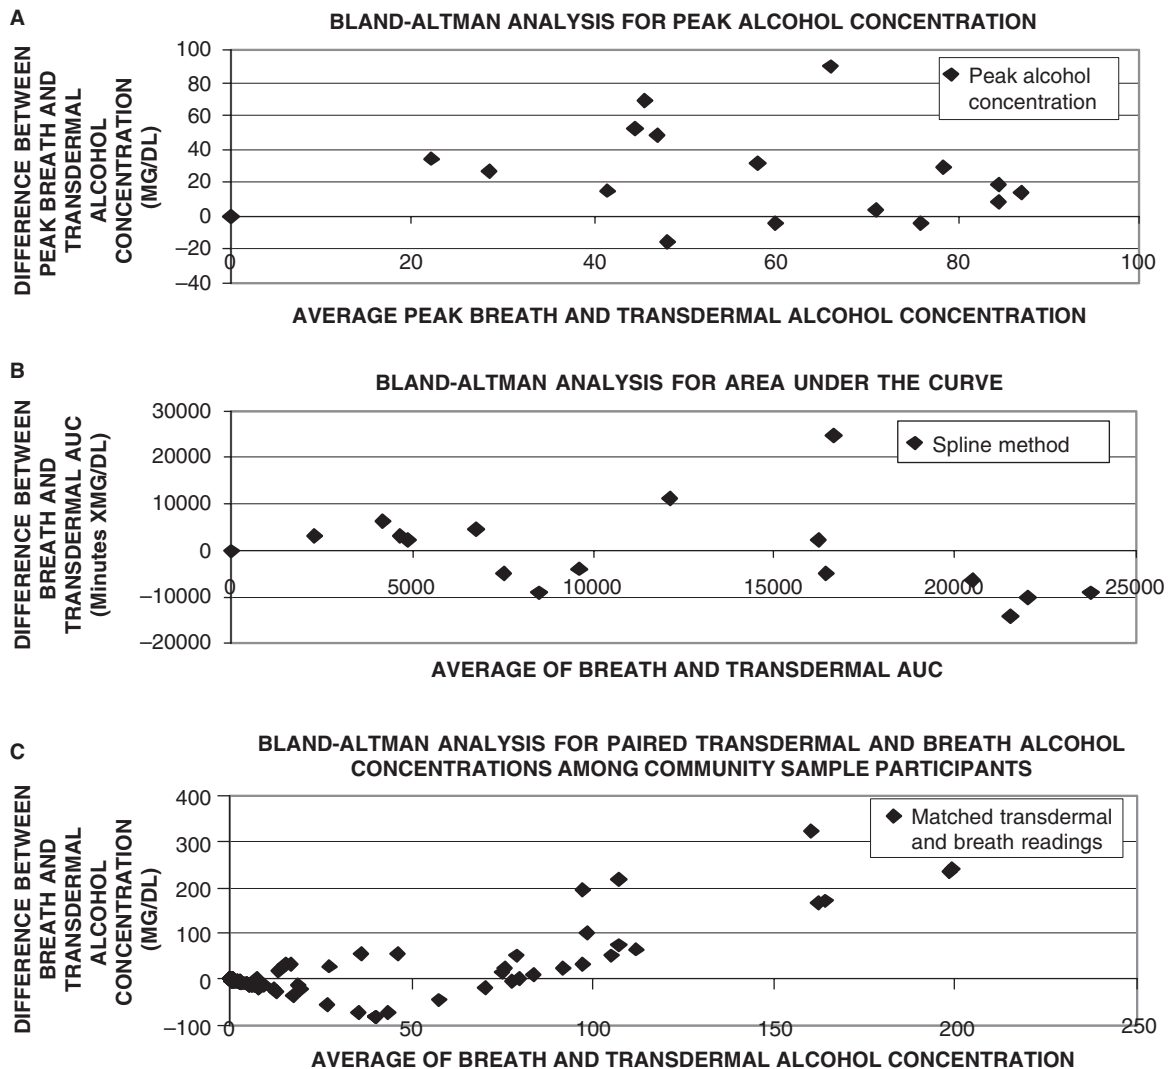 A
BLAND-ALTMAN ANALYSIS FOR PEAK ALCOHOL CONCENTRATION
DIFFERENCE BETWEEN
PEAK BREATH AND
TRANSDERMAL
ALCOHOL
CONCENTRATION
(MG/DL)
100
80
60
40
20
0
–20
–40
Peak alcohol
concentration
0 20 40 60 80 100
AVERAGE PEAK BREATH AND TRANSDERMAL ALCOHOL CONCENTRATION
B
BLAND-ALTMAN ANALYSIS FOR AREA UNDER THE CURVE
DIFFERENCE BETWEEN
BREATH AND
TRANSDERMAL AUC
(Minutes XMG/DL)
30000
20000
10000
0
–10000
–20000
Spline method
0 5000 10000 15000 20000 25000
AVERAGE OF BREATH AND TRANSDERMAL AUC
C
BLAND-ALTMAN ANALYSIS FOR PAIRED TRANSDERMAL AND BREATH ALCOHOL
CONCENTRATIONS AMONG COMMUNITY SAMPLE PARTICIPANTS
DIFFERENCE BETWEEN
BREATH AND
TRANSDERMAL
ALCOHOL
CONCENTRATION
(MG/DL)
400
300
200
100
0
–100
Matched transdermal
and breath readings
0 50 100 150 200 250
AVERAGE OF BREATH AND TRANSDERMAL ALCOHOL CONCENTRATION